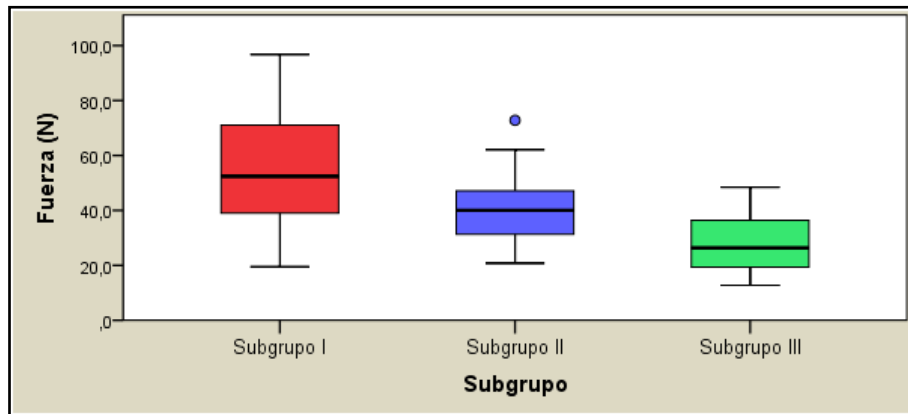 Fuerza (N)
100,0
80,0
60,0
40,0
20,0
,0
Subgrupo I
Subgrupo II
Subgrupo III
Subgrupo